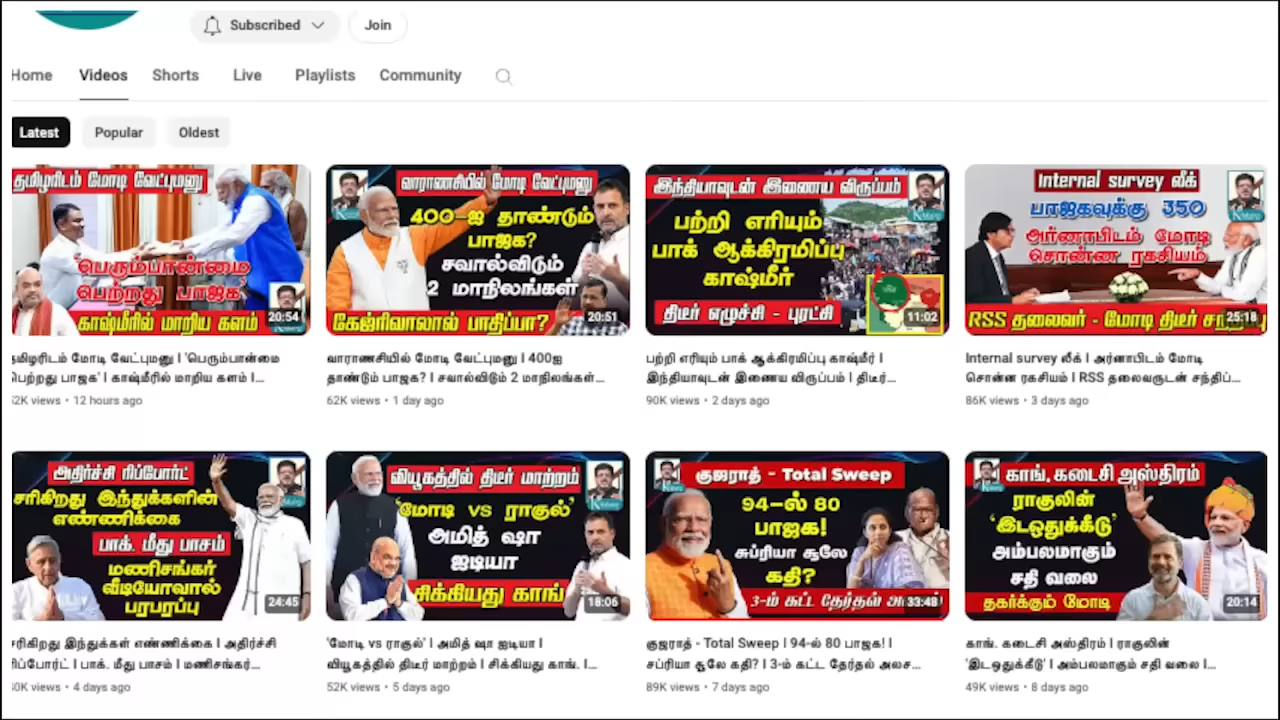 Subscribed
Join
Home
Videos
Shorts
Live
Playlists
Community
Latest
Popular
Oldest
தமிழரிடம் மோடி வேட்புமனு
'பெரும்பான்மை
பெற்றது பாஜக'
காஷ்மீரில் மாறிய களம்
20:54
வாராணசியில் மோடி வேட்புமனு
400-ஐ தாண்டும்
பாஜக?
சவால்விடும்
2 மாநிலங்கள்
கேஜ்ரிவாலால் பாதிப்பா?
20:51
இந்தியாவுடன் இணைய விருப்பம்
பற்றி எரியும்
பாக் ஆக்கிரமிப்பு
காஷ்மீர்
திடீர் எழுச்சி - புரட்சி
11:02
Internal survey லீக்
பாஜகவுக்கு 350
அர்னாபிடம் மோடி
சொன்ன ரகசியம்
RSS தலைவர் - மோடி திடீர்
25:18
தமிழரிடம் மோடி வேட்புமனு I 'பெரும்பான்மை
பெற்றது பாஜக' I காஷ்மீரில் மாறிய களம் I...
views • 12 hours ago
வாராணசியில் மோடி வேட்புமனு I 400ஐ
தாண்டும் பாஜக? I சவால்விடும் 2 மாநிலங்கள்...
62K views • 1 day ago
பற்றி எரியும் பாக் ஆக்கிரமிப்பு காஷ்மீர் I
இந்தியாவுடன் இணைய விருப்பம் I திடீர்...
90K views • 2 days ago
Internal survey லீக் I அர்னாபிடம் மோடி
சொன்ன ரகசியம் I RSS தலைவருடன் சந்திப்...
86K views • 3 days ago
அதிர்ச்சி ரிப்போர்ட்
சரிகிறது இந்துக்களின்
எண்ணிக்கை
பாக். மீது பாசம்
மணிசங்கர்
வீடியோவால்
பரபரப்பு
24:45
வியூகத்தில் திடீர் மாற்றம்
'மோடி vs ராகுல்'
அமித் ஷா
ஐடியா
சிக்கியது காங்
18:06
குஜராத் - Total Sweep
94-ல் 80
பாஜக!
சுப்ரியா சூலே
கதி?
3-ம் கட்ட தேர்தல்
33:48
காங். கடைசி அஸ்திரம்
ராகுலின்
'இடஒதுக்கீடு'
அம்பலமாகும்
சதி வலை
தகர்க்கும் மோடி
20:14
சரிகிறது இந்துக்கள் எண்ணிக்கை I அதிர்ச்சி
ரிப்போர்ட் I பாக். மீது பாசம் I மணிசங்கர்...
views • 4 days ago
'மோடி vs ராகுல்' I அமித் ஷா ஐடியா I
வியூகத்தில் திடீர் மாற்றம் I சிக்கியது காங். I...
52K views • 5 days ago
குஜராத் - Total Sweep I 94-ல் 80 பாஜக! I
சுப்ரியா சூலே கதி? I 3-ம் கட்ட தேர்தல் அலச...
89K views • 7 days ago
காங். கடைசி அஸ்திரம் I ராகுலின்
'இடஒதுக்கீடு' I அம்பலமாகும் சதி வலை I...
49K views • 8 days ago